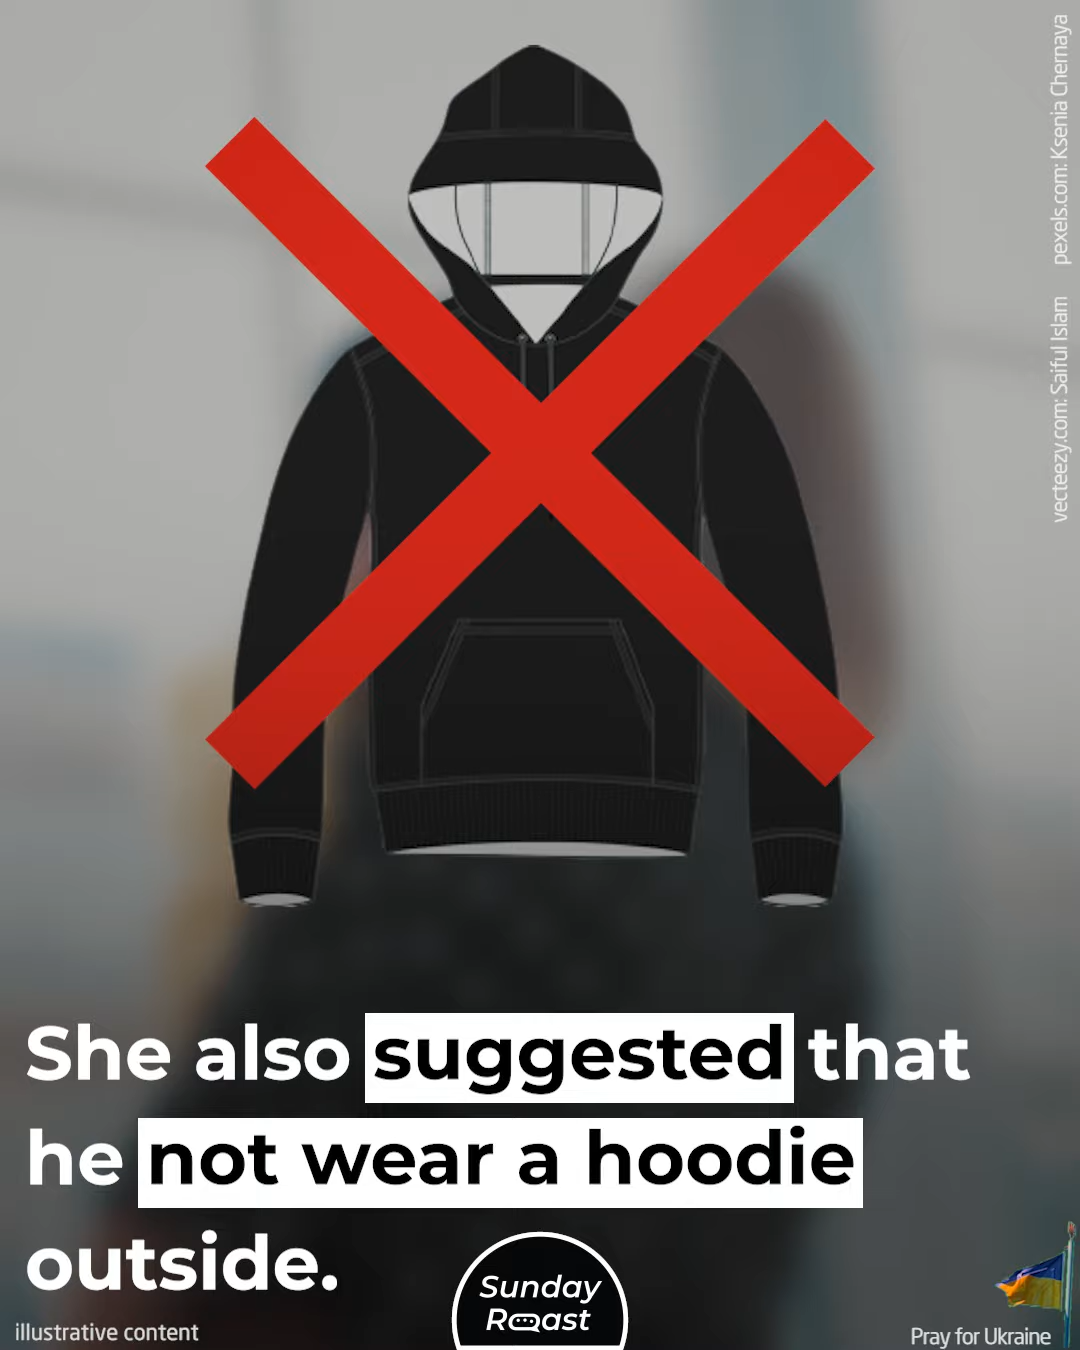 She also suggested that
he not wear a hoodie
outside.
Sunday
Roast
illustrative content
Pray for Ukraine
vecteezy.com: Saiful Islam
pexels.com: Ksenia Chernaya